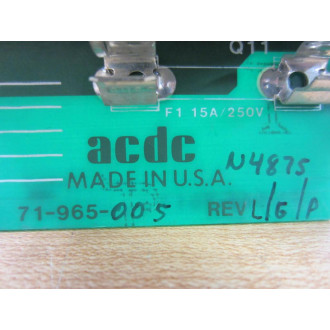 Q11
F1 15A/250V
acdc
N4875
MADE IN U.S.A.
71-965-005 REV L/G/P